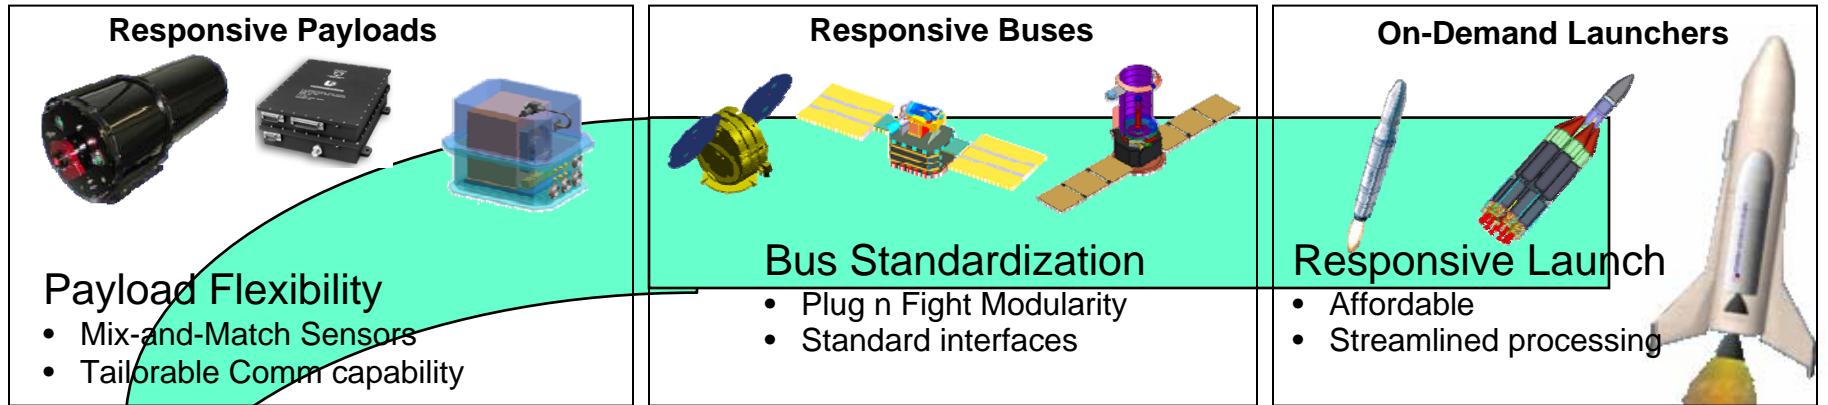 Responsive Payloads
Payload Flexibility
• Mix-and-Match Sensors
• Tailorable Comm capability
Responsive Buses
Bus Standardization
• Plug n Fight Modularity
• Standard interfaces
On-Demand Launchers
Responsive Launch
• Affordable
• Streamlined processing